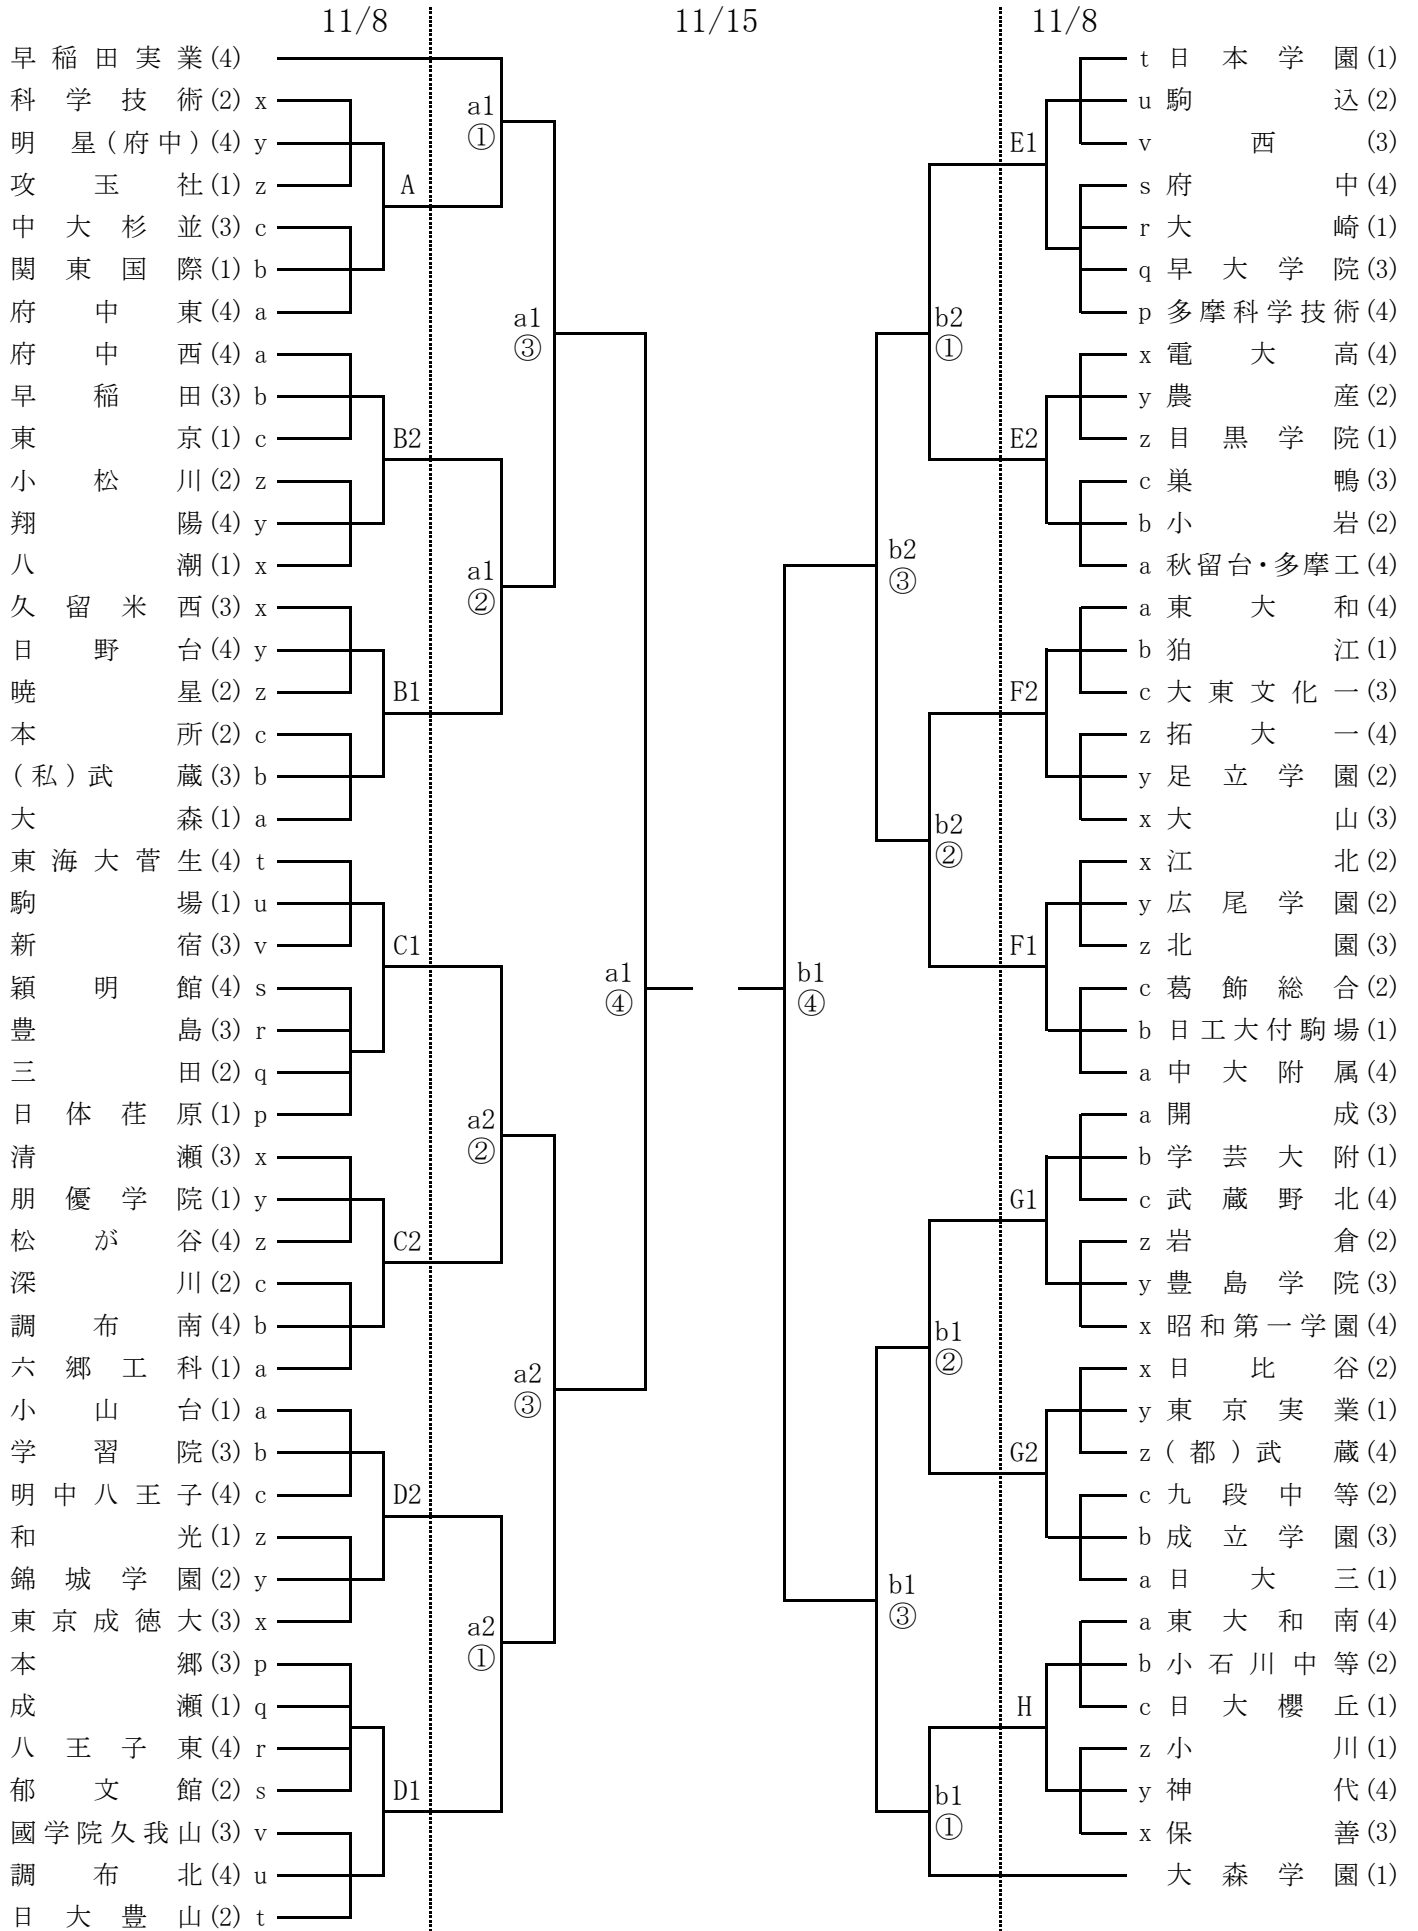 11/8 11/15 11/8
早稲田実業(4)
科学技術(2) x
明星(府中)(4) y
攻玉社(1) z
中大杉並(3) c
関東国際(1) b
府中東(4) a
府中西(4) a
早稲田(3) b
東京(1) c
小松川(2) z
翔陽(4) y
八潮(1) x
久留米西(3) x
日野台(4) y
暁星(2) z
本所(2) c
(私)武蔵(3) b
大森(1) a
東海大菅生(4) t
駒場(1) u
新宿(3) v
穎明館(4) s
豊島(3) r
三田(2) q
日体荏原(1) p
清瀬(3) x
朋優学院(1) y
松が谷(4) z
深川(2) c
調布南(4) b
六郷工科(1) a
小山台(1) a
学習院(3) b
明中八王子(4) c
和光(1) z
錦城学園(2) y
東京成徳大(3) x
本郷(3) p
成瀬(1) q
八王子東(4) r
郁文館(2) s
國学院久我山(3) v
調布北(4) u
日大豊山(2) t
A
B2
B1
C1
C2
D2
D1
a1
①
a1
②
a2
②
a2
①
a1
③
a2
③
a1
④
b1
④
b2
③
b1
③
b2
①
b2
②
b1
②
b1
①
E1
E2
F2
F1
G1
G2
H
t 日本学園(1)
u 駒込(2)
v 西(3)
s 府中(4)
r 大崎(1)
q 早大学院(3)
p 多摩科学技術(4)
x 電大高(4)
y 農産(2)
z 目黒学院(1)
c 巣鴨(3)
b 小岩(2)
a 秋留台・多摩工(4)
a 東大和(4)
b 狛江(1)
c 大東文化一(3)
z 拓大一(4)
y 足立学園(2)
x 大山(3)
x 江北(2)
y 広尾学園(2)
z 北園(3)
c 葛飾総合(2)
b 日工大付駒場(1)
a 中大附属(4)
a 開成(3)
b 学芸大附(1)
c 武蔵野北(4)
z 岩倉(2)
y 豊島学院(3)
x 昭和第一学園(4)
x 日比谷(2)
y 東京実業(1)
z (都)武蔵(4)
c 九段中等(2)
b 成立学園(3)
a 日大三(1)
a 東大和南(4)
b 小石川中等(2)
c 日大櫻丘(1)
z 小川(1)
y 神代(4)
x 保善(3)
大森学園(1)